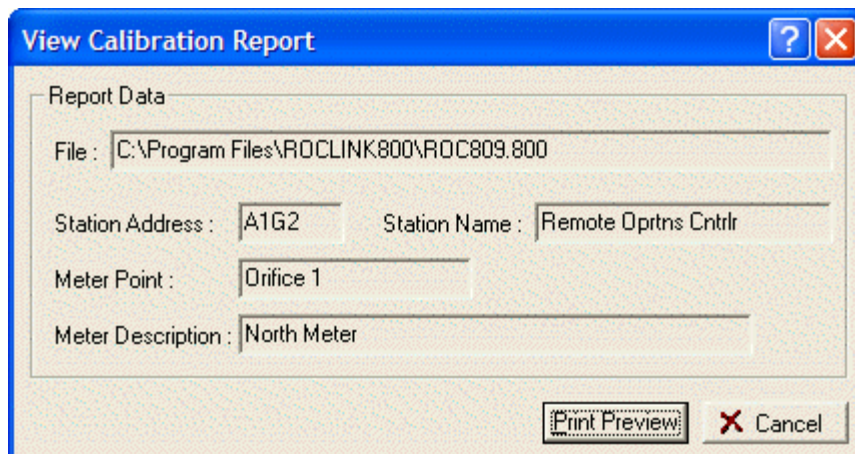 View Calibration Report
Report Data
File : C:\Program Files\ROCLINK800\ROC809.800
Station Address : A1G2 Station Name : Remote Oprtns Cntrlr
Meter Point : Orifice 1
Meter Description : North Meter
Print Preview Cancel